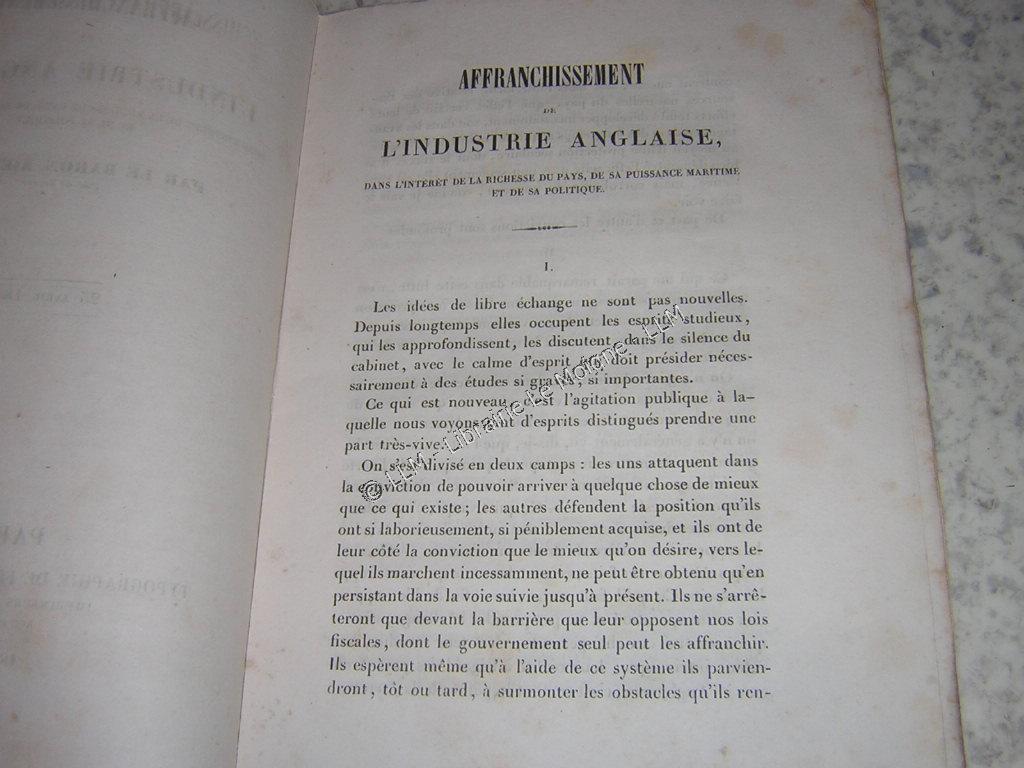 AFFRANCHISSEMENT
DE
L'INDUSTRIE ANGLAISE,
DANS L'INTÉRÊT DE LA RICHESSE DU PAYS, DE SA PUISSANCE MARITIME
ET DE SA POLITIQUE.
I.
Les idées de libre échange ne sont pas nouvelles.
Depuis longtemps elles occupent les esprits studieux,
qui les approfondissent, les discutent dans le silence du
cabinet, avec le calme d'esprit qui doit présider néces-
sairement à des études si graves, si importantes.
Ce qui est nouveau, c'est l'agitation publique à la-
quelle nous voyons tant d'esprits distingués prendre une
part très-vive.
On s'est divisé en deux camps : les uns attaquent dans
la conviction de pouvoir arriver à quelque chose de mieux
que ce qui existe; les autres défendent la position qu'ils
ont si laborieusement, si péniblement acquise, et ils ont de
leur côté la conviction que le mieux qu'on désire, vers le-
quel ils marchent incessamment, ne peut être obtenu qu'en
persistant dans la voie suivie jusqu'à présent. Ils ne s'arrê-
teront que devant la barrière que leur opposent nos lois
fiscales, dont le gouvernement seul peut les affranchir.
Ils espèrent même qu'à l'aide de ce système ils parvien-
dront, tôt ou tard, à surmonter les obstacles qu'ils ren-
© LLM - Librairie Le Moigne - LLM